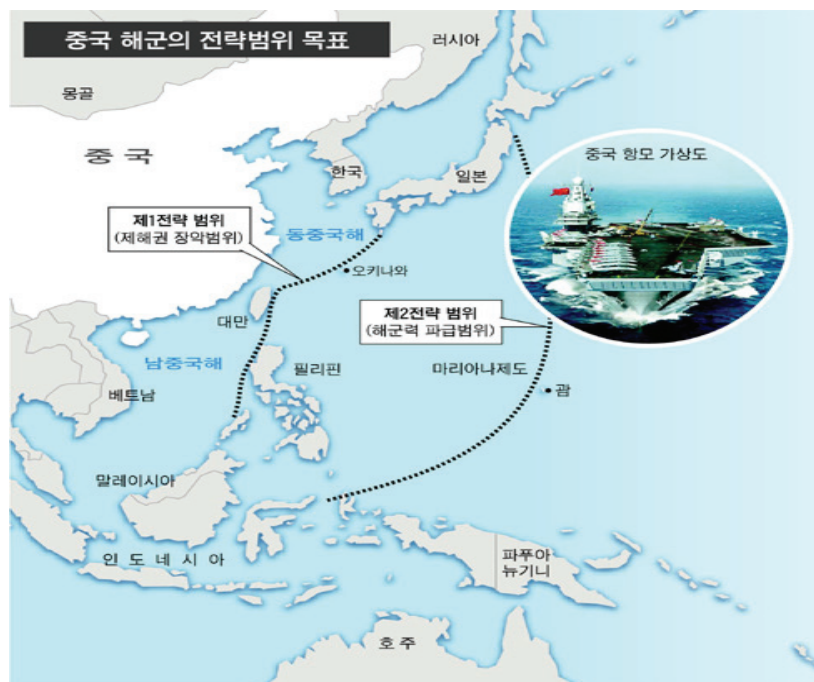 중국 해군의 전략범위 목표
러시아
몽골
중 국
한국
일본
중국 항모 가상도
제1전략 범위
(제해권 장악범위)
동중국해
오키나와
대만
제2전략 범위
(해군력 파급범위)
남중국해
필리핀
마리아나제도
괌
베트남
말레이시아
인 도 네 시 아
파푸아
뉴기니
호 주